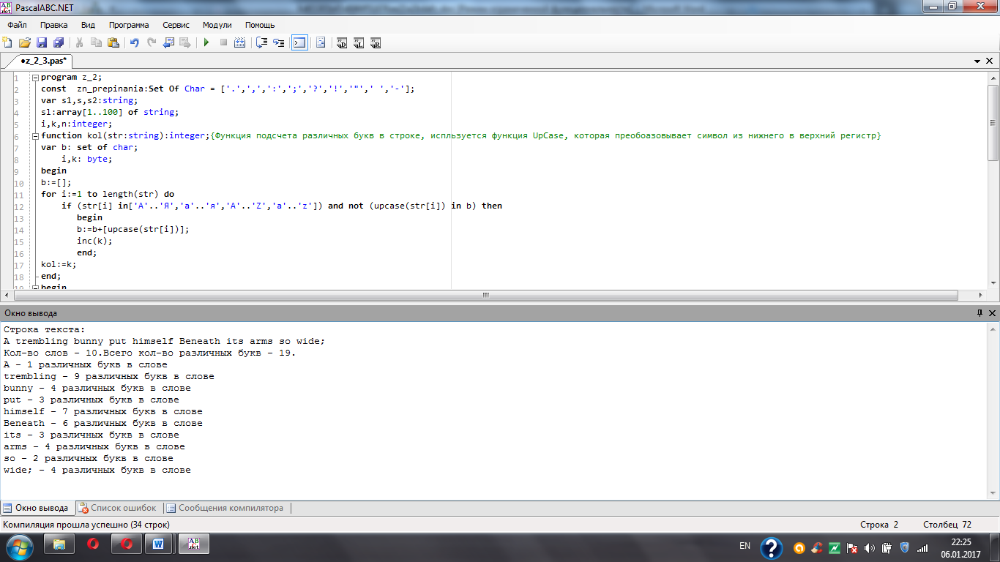 PascalABC.NET
Файл Правка Вид Программа Сервис Модули Помощь
•z_2_3.pas*
1 program z_2;
2 const zn_prepinania:Set Of Char = ['.',',',':',';','?','!','"',' ','-'];
3 var s1,s,s2:string;
4 sl:array[1..100] of string;
5 i,k,n:integer;
6 function kol(str:string):integer;{Функция подсчета различных букв в строке, испльзуется функция UpCase, которая преобоазовывает символ из нижнего в верхний регистр}
7 var b: set of char;
8 i,k: byte;
9 begin
10 b:=[];
11 for i:=1 to length(str) do
12 if (str[i] in['А'..'Я','а'..'я','A'..'Z','a'..'z']) and not (upcase(str[i]) in b) then
13 begin
14 b:=b+[upcase(str[i])];
15 inc(k);
16 end;
17 kol:=k;
18 end;
19 begin
Окно вывода
Строка текста:
A trembling bunny put himself Beneath its arms so wide;
Кол-во слов - 10.Всего кол-во различных букв - 19.
A - 1 различных букв в слове
trembling - 9 различных букв в слове
bunny - 4 различных букв в слове
put - 3 различных букв в слове
himself - 7 различных букв в слове
Beneath - 6 различных букв в слове
its - 3 различных букв в слове
arms - 4 различных букв в слове
so - 2 различных букв в слове
wide; - 4 различных букв в слове
Окно вывода Список ошибок Сообщения компилятора
Компиляция прошла успешно (34 строк) Строка 2 Столбец 72
EN 22:25
06.01.2017